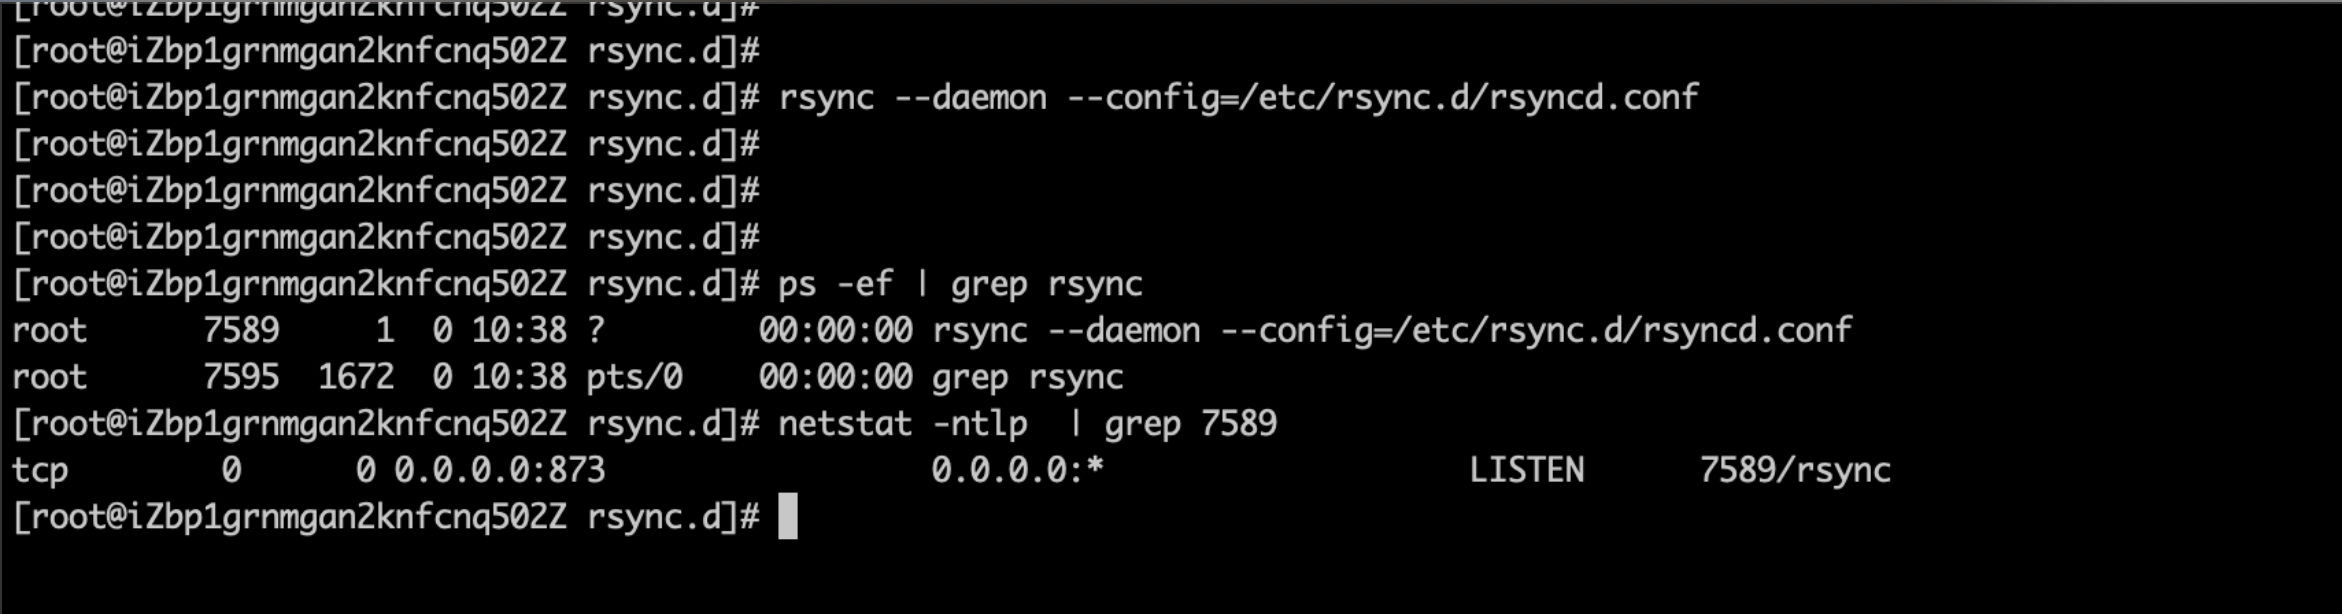 [root@iZbp1grnmgan2knfcnq502Z rsync.d]#
[root@iZbp1grnmgan2knfcnq502Z rsync.d]#
[root@iZbp1grnmgan2knfcnq502Z rsync.d]# rsync --daemon --config=/etc/rsync.d/rsyncd.conf
[root@iZbp1grnmgan2knfcnq502Z rsync.d]#
[root@iZbp1grnmgan2knfcnq502Z rsync.d]#
[root@iZbp1grnmgan2knfcnq502Z rsync.d]#
[root@iZbp1grnmgan2knfcnq502Z rsync.d]# ps -ef | grep rsync
root      7589     1  0 10:38 ?        00:00:00 rsync --daemon --config=/etc/rsync.d/rsyncd.conf
root      7595  1672  0 10:38 pts/0    00:00:00 grep rsync
[root@iZbp1grnmgan2knfcnq502Z rsync.d]# netstat -ntlp  | grep 7589
tcp        0      0 0.0.0.0:873                 0.0.0.0:*                   LISTEN      7589/rsync
[root@iZbp1grnmgan2knfcnq502Z rsync.d]#